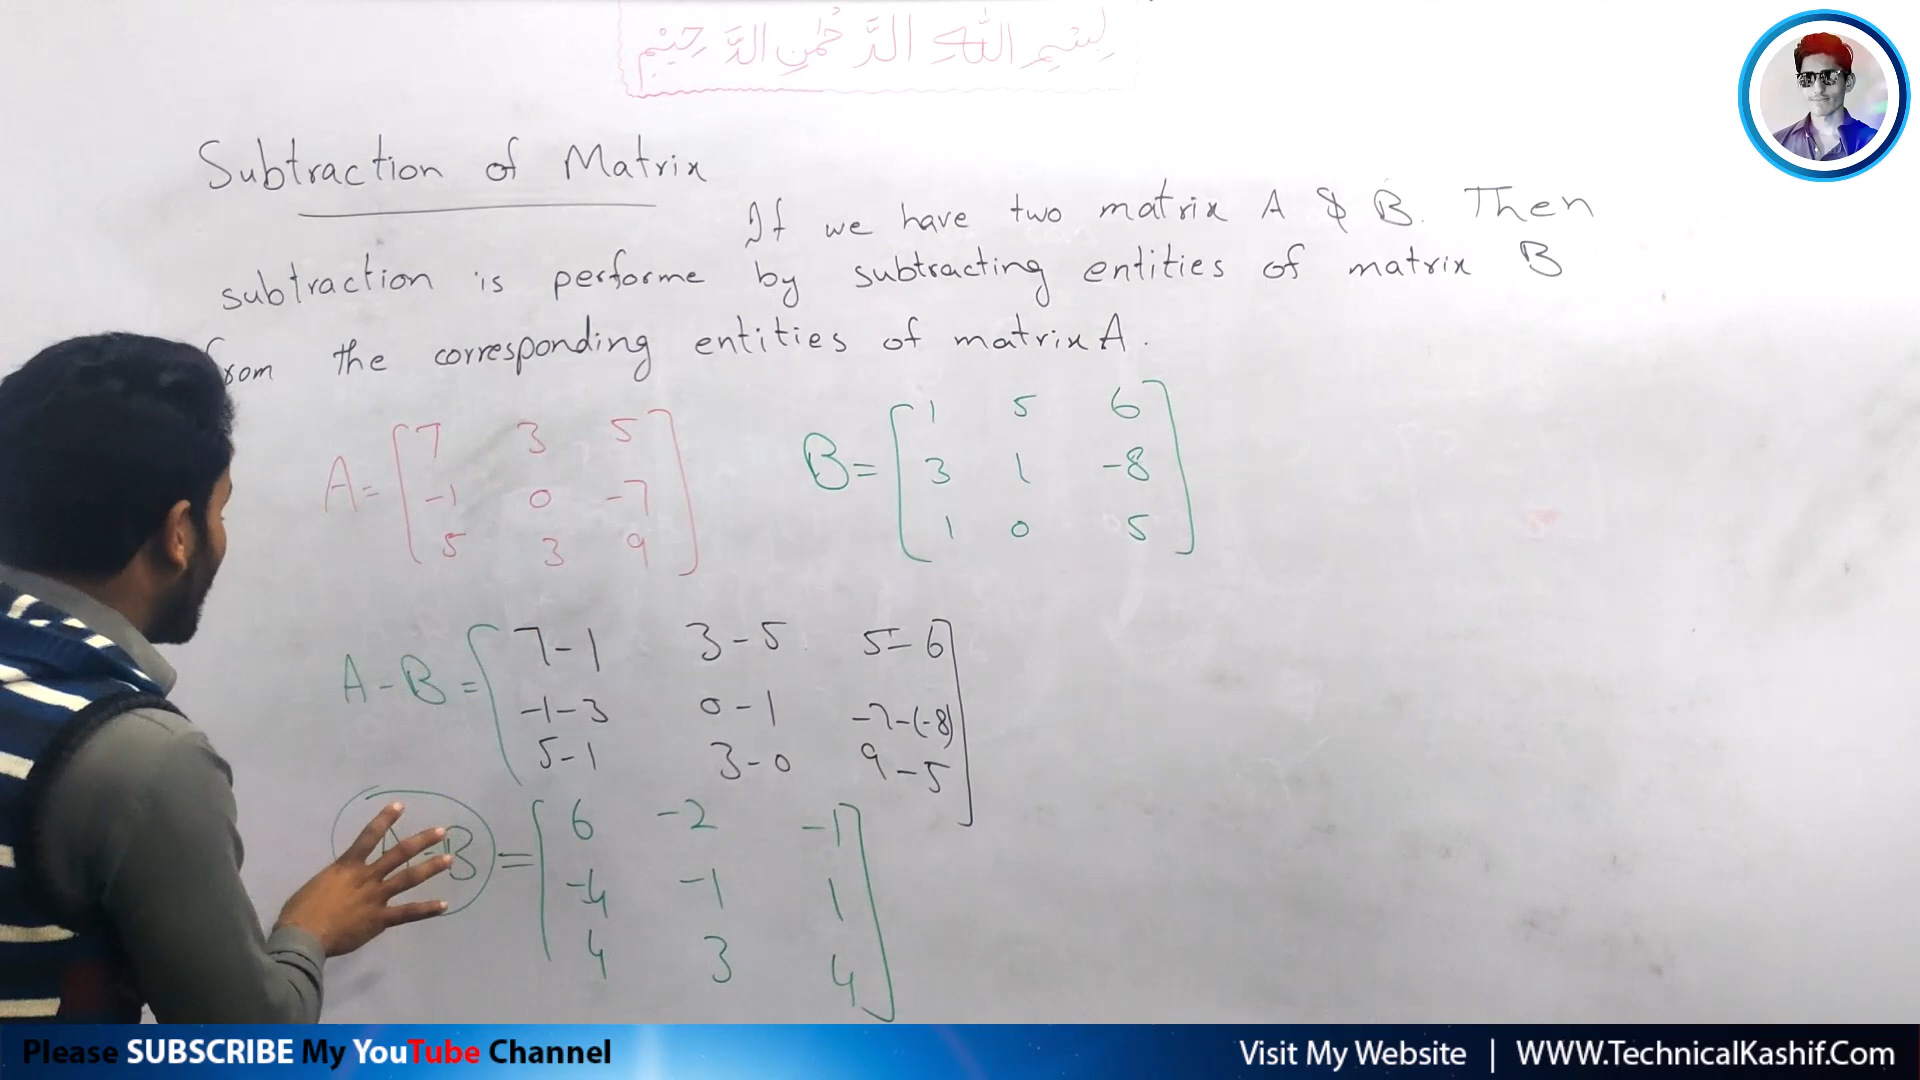 بِسْمِ اللّٰهِ الرَّحْمٰنِ الرَّحِيْمِ
Subtraction of Matrix
If we have two matrix A & B. Then
subtraction is performe by subtracting entities of matrix B
from the corresponding entities of matrix A.
A= [7 3 5
-1 0 -7
5 3 9]
B= [1 5 6
3 1 -8
1 0 5]
A-B= [7-1 3-5 5-6
-1-3 0-1 -7-(-8)
5-1 3-0 9-5]
A-B = [6 -2 -1
-4 -1 1
4 3 4]
Please SUBSCRIBE My YouTube Channel
Visit My Website | WWW.TechnicalKashif.Com